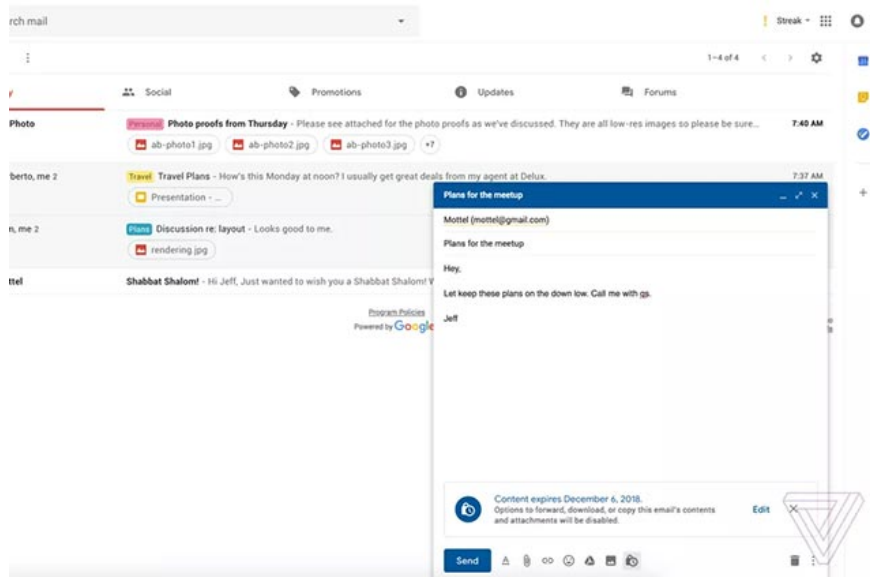 rch mail
Streak
1-4 of 4
Social
Promotions
Updates
Forums
Photo
Personal Photo proofs from Thursday - Please see attached for the photo proofs as we've discussed. They are all low-res images so please be sure...
7:40 AM
ab-photo1.jpg
ab-photo2.jpg
ab-photo3.jpg
+7
berto, me 2
Travel Travel Plans - How's this Monday at noon? I usually get great deals from my agent at Delux.
7:37 AM
Presentation - ...
n, me 2
Plans Discussion re: layout - Looks good to me.
rendering.jpg
ttel
Shabbat Shalom! - Hi Jeff, Just wanted to wish you a Shabbat Shalom!
Program Policies
Powered by Google
Plans for the meetup
Mottel (mottel@gmail.com)
Plans for the meetup
Hey,
Let keep these plans on the down low. Call me with qs.
Jeff
Content expires December 6, 2018.
Options to forward, download, or copy this email's contents
and attachments will be disabled.
Edit
Send